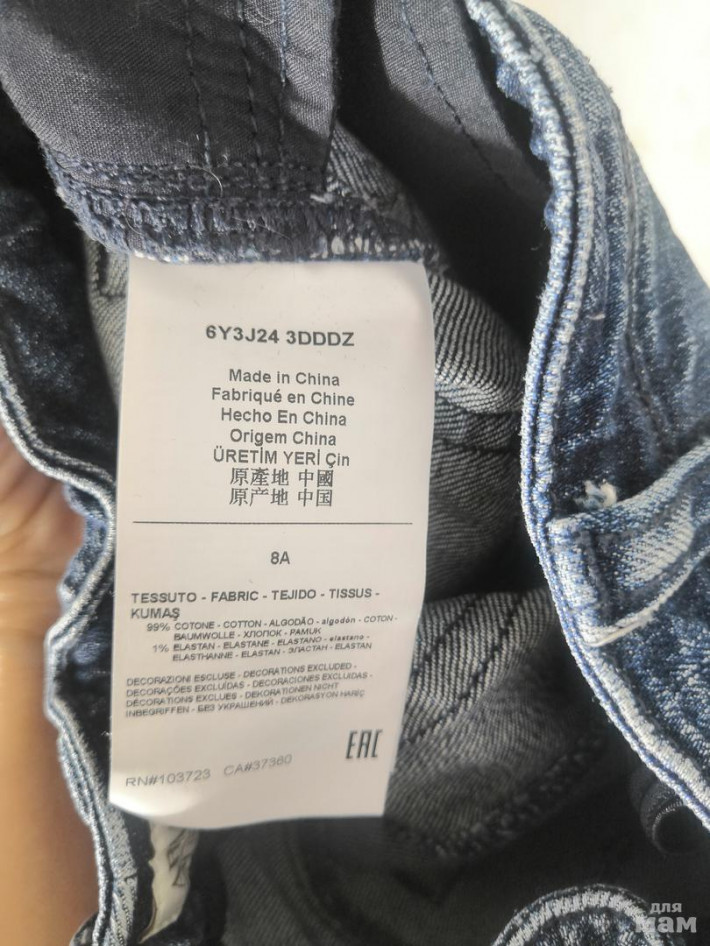 6Y3J24 3DDDZ
Made in China
Fabriqué en Chine
Hecho En China
Origem China
ÜRETİM YERİ Çin
原產地 中國
原产地 中国
8A
TESSUTO - FABRIC - TEJIDO - TISSUS -
KUMAŞ
99% COTONE - COTTON - ALGODÃO - algodón - COTON -
BAUMWOLLE - ХЛОПОК - PAMUK
1% ELASTAN - ELASTANE - ELASTANO - elastano -
ELASTHANNE - ELASTAN - ЭЛАСТАН - ELASTAN
DECORAZIONI ESCLUSE - DECORATIONS EXCLUDED -
DECORAÇÕES EXCLUÍDAS - DECORACIONES EXCLUIDAS -
DÉCORATIONS EXCLUES - DEKORATIONEN NICHT
INBEGRIFFEN - БЕЗ УКРАШЕНИЙ - DEKORASYON HARİÇ
EAC
RN#103723 CA#37360
для
мам